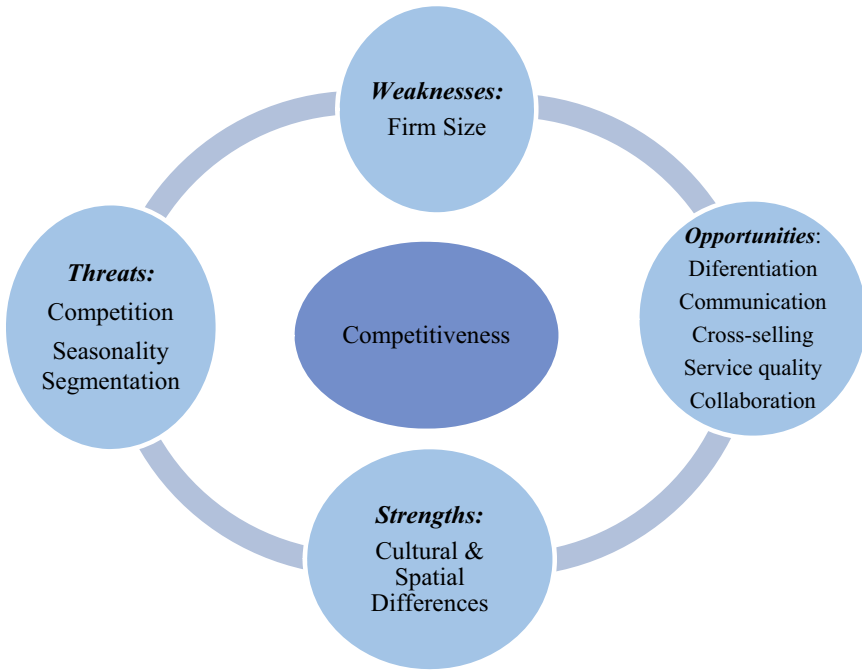 Weaknesses:
Firm Size
Opportunities:
Diferentiation
Communication
Cross-selling
Service quality
Collaboration
Threats:
Competition
Seasonality
Segmentation
Competitiveness
Strengths:
Cultural &
Spatial
Differences